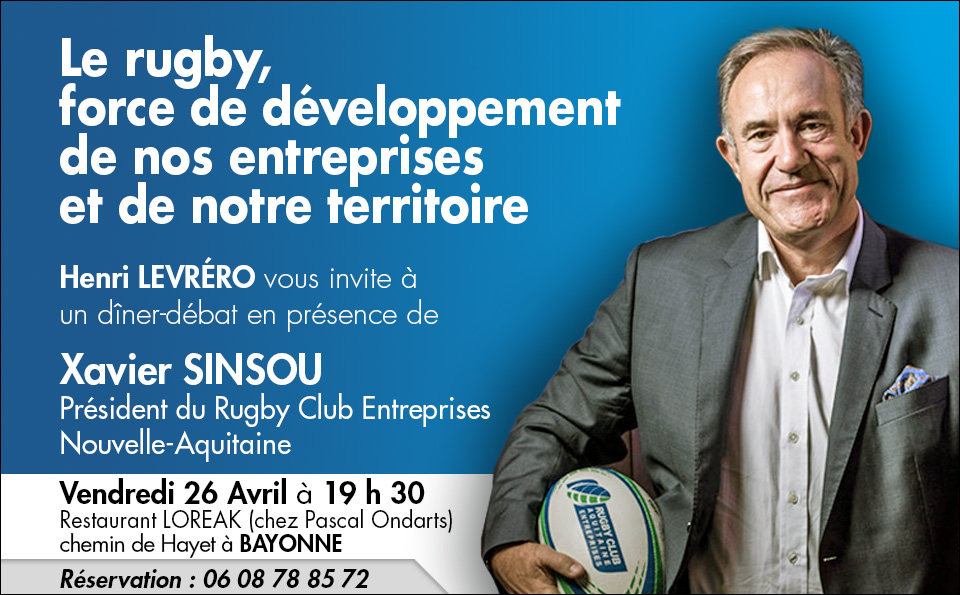 Le rugby,
force de développement
de nos entreprises
et de notre territoire
Henri LEVRÉRO vous invite à
un dîner-débat en présence de
Xavier SINSOU
Président du Rugby Club Entreprises
Nouvelle-Aquitaine
Vendredi 26 Avril à 19 h 30
Restaurant LOREAK (chez Pascal Ondarts)
chemin de Hayet à BAYONNE
Réservation : 06 08 78 85 72
RUGBY CLUB
AQUITAINE
ENTREPRISES